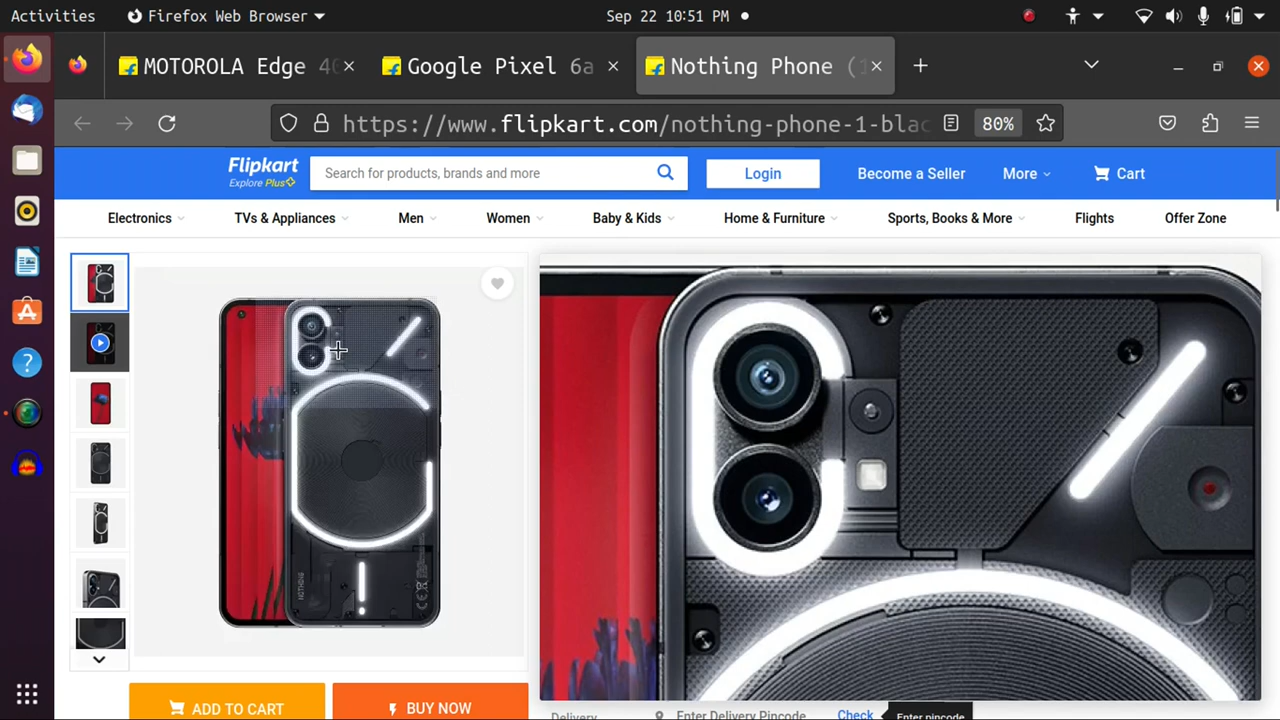 Activities
Firefox Web Browser
Sep 22 10:51 PM
MOTOROLA Edge 40
Google Pixel 6a
Nothing Phone (1
https://www.flipkart.com/nothing-phone-1-blac
80%
Flipkart
Explore Plus
Search for products, brands and more
Login
Become a Seller
More
Cart
Electronics
TVs & Appliances
Men
Women
Baby & Kids
Home & Furniture
Sports, Books & More
Flights
Offer Zone
NOTHING
ADD TO CART
BUY NOW
Delivery
Enter Delivery Pincode
Check
Enter pincode